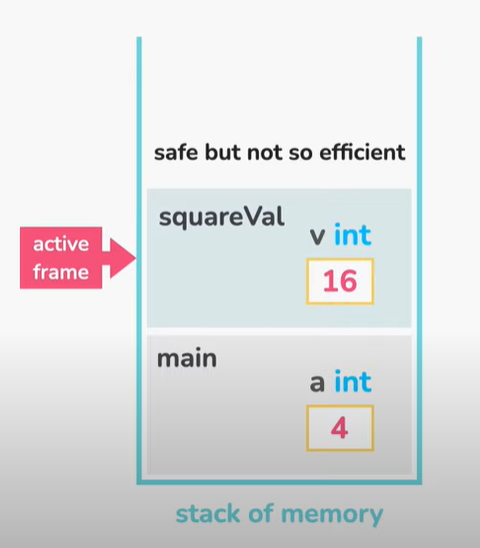 safe but not so efficient
squareVal
v int
active
frame
16
main
a int
4
stack of memory